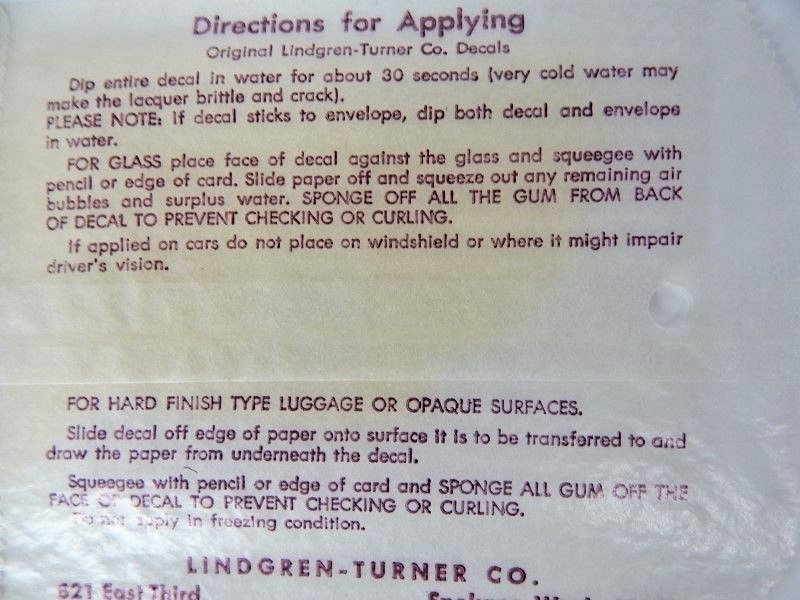 Directions for Applying
Original Lindgren-Turner Co. Decals
Dip entire decal in water for about 30 seconds (very cold water may
make the lacquer brittle and crack).
PLEASE NOTE: If decal sticks to envelope, dip both decal and envelope
in water.
FOR GLASS place face of decal against the glass and squeegee with
pencil or edge of card. Slide paper off and squeeze out any remaining air
bubbles and surplus water. SPONGE OFF ALL THE GUM FROM BACK
OF DECAL TO PREVENT CHECKING OR CURLING.
If applied on cars do not place on windshield or where it might impair
driver's vision.
FOR HARD FINISH TYPE LUGGAGE OR OPAQUE SURFACES.
Slide decal off edge of paper onto surface it is to be transferred to and
draw the paper from underneath the decal.
Squeegee with pencil or edge of card and SPONGE ALL GUM OFF THE
FACE OF DECAL TO PREVENT CHECKING OR CURLING.
not apply in freezing condition.
LINDGREN-TURNER CO.
821 East Third